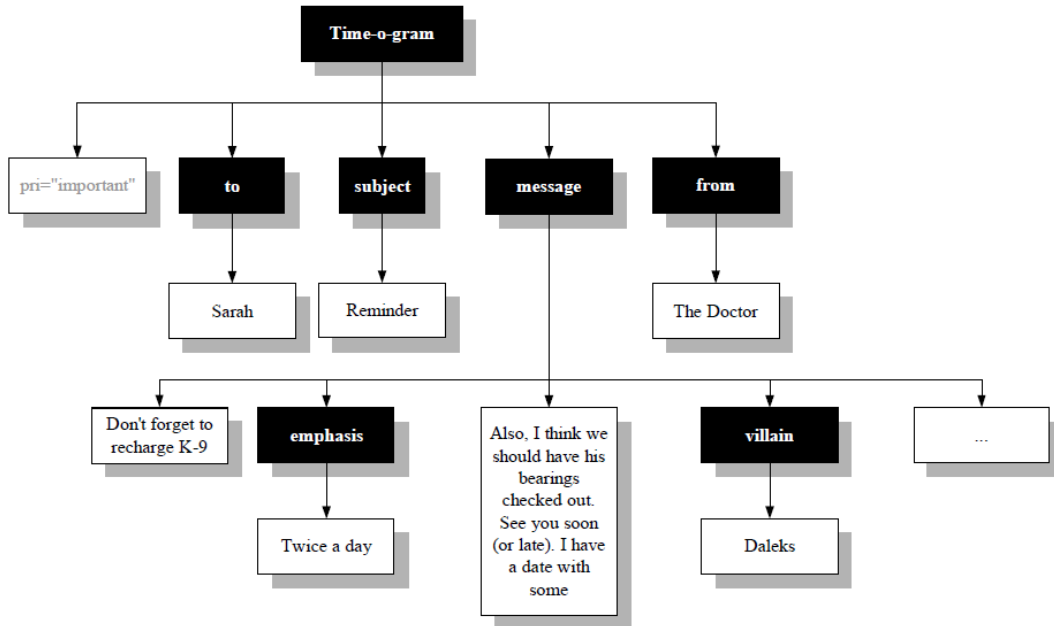 Time-o-gram
pri="important"
to
subject
message
from
Sarah
Reminder
The Doctor
Don't forget to
recharge K-9
emphasis
Also, I think we
should have his
bearings
checked out.
See you soon
(or late). I have
a date with
some
villain
...
Twice a day
Daleks